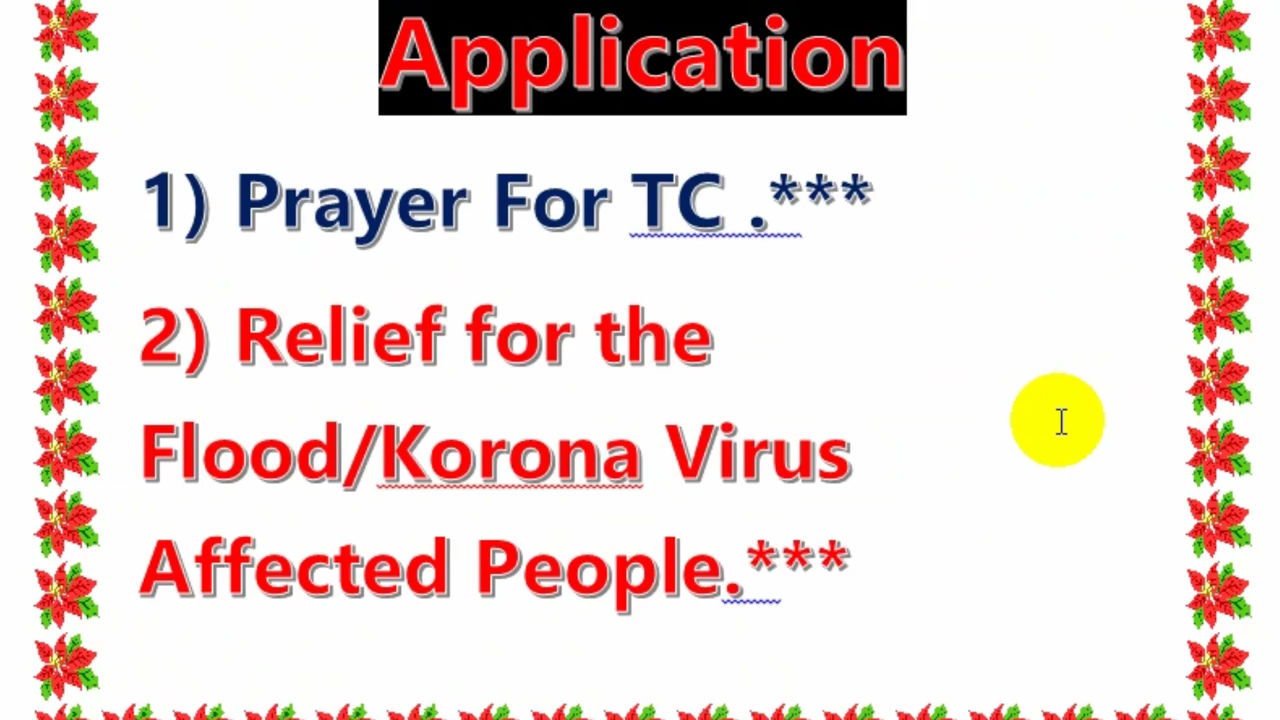 Application
1) Prayer For TC .***
2) Relief for the
Flood/Korona Virus
Affected People.***